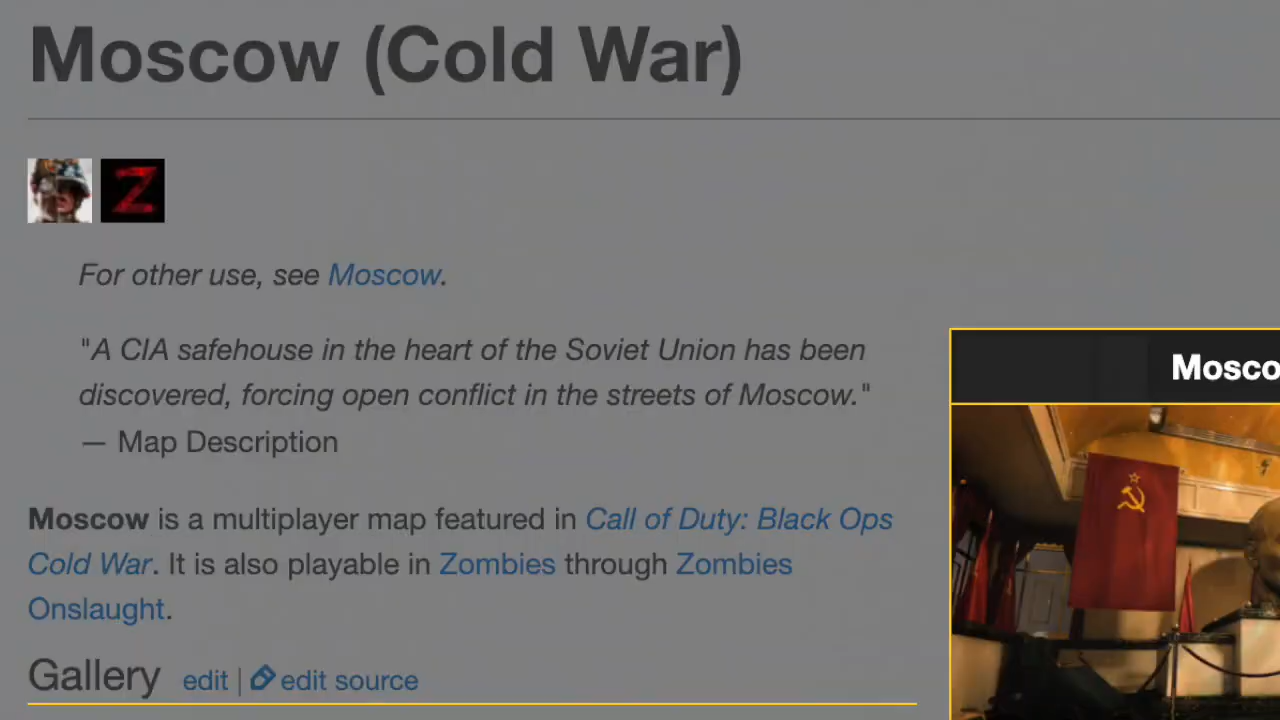 Moscow (Cold War)
Z
For other use, see Moscow.
"A CIA safehouse in the heart of the Soviet Union has been
discovered, forcing open conflict in the streets of Moscow."
— Map Description
Mosco
Moscow is a multiplayer map featured in Call of Duty: Black Ops
Cold War. It is also playable in Zombies through Zombies
Onslaught.
Gallery edit | edit source